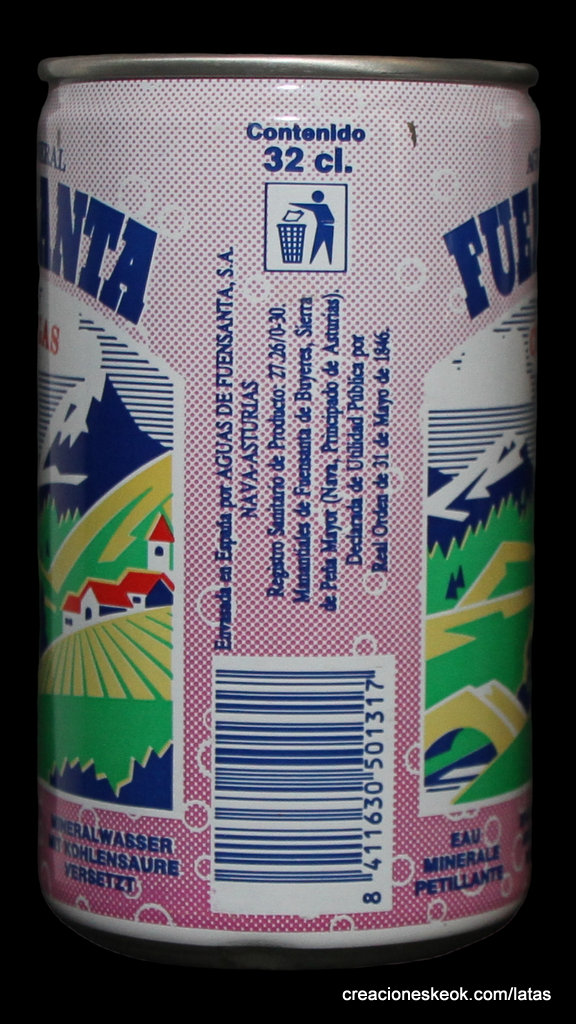 Contenido
32 cl.
ANTA
AS
FUEN
Envasada en España por AGUAS DE FUENSANTA, S.A.
NAVA-ASTURIAS
Registro Sanitario de Producto: 27.26/0-30.
Manantiales de Fuensanta de Buyeres, Sierra
de Peña Mayor (Nava, Principado de Asturias).
Declarada de Utilidad Pública por
Real Orden de 31 de Mayo de 1846.
8 411630 501317
MINERALWASSER
MIT KOHLENSAURE
VERSETZT
EAU
MINERALE
PETILLANTE
creacioneskeok.com/latas